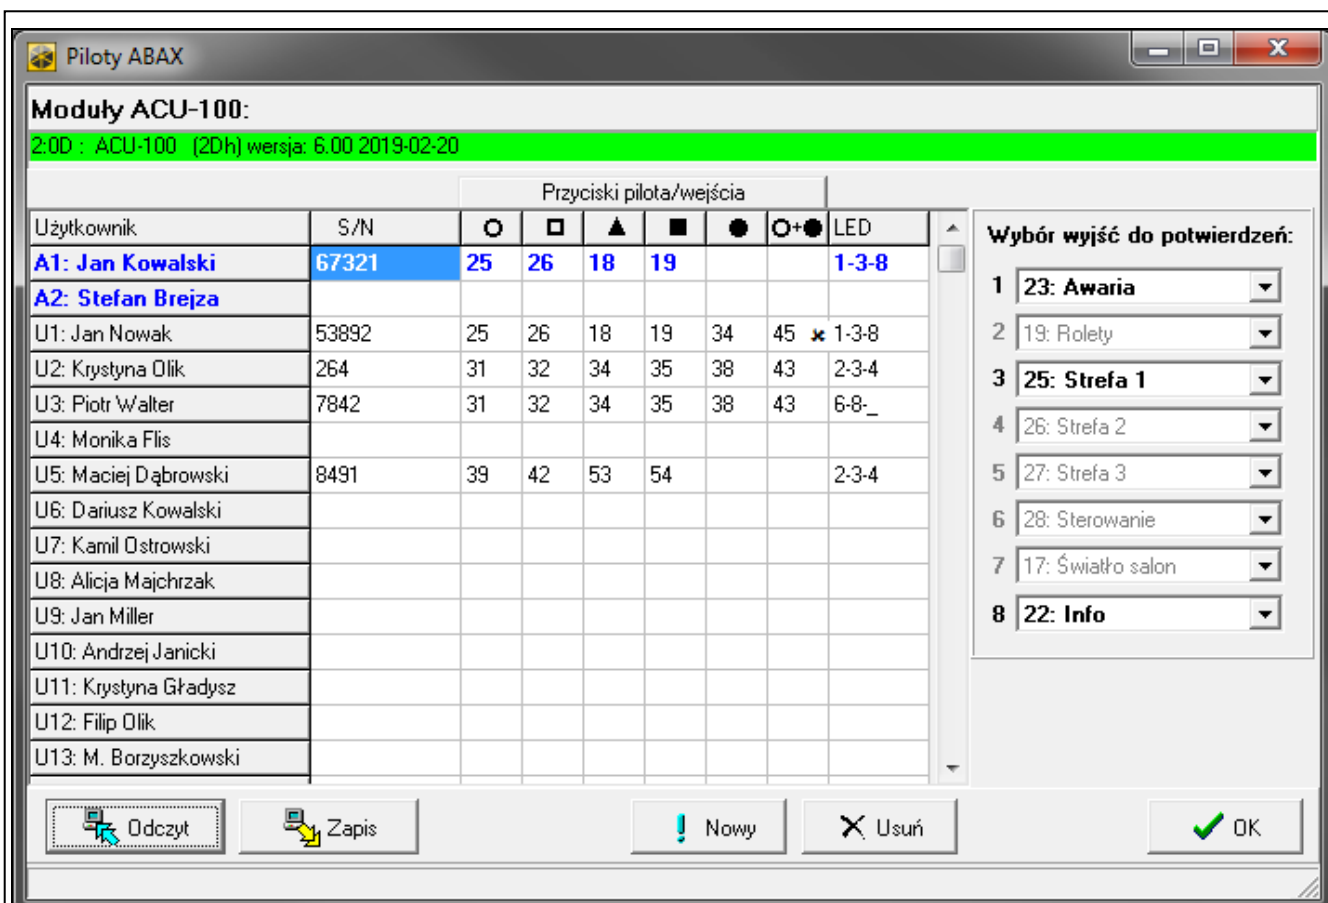 Piloty ABAX
Moduły ACU-100:
2:0D : ACU-100 (2Dh) wersja: 6.00 2019-02-20
Przyciski pilota/wejścia
Użytkownik S/N O+● LED
A1: Jan Kowalski 67321 25 26 18 19 1-3-8
A2: Stefan Brejza
U1: Jan Nowak 53892 25 26 18 19 34 45 1-3-8
U2: Krystyna Olik 264 31 32 34 35 38 43 2-3-4
U3: Piotr Walter 7842 31 32 34 35 38 43 6-8-_
U4: Monika Flis
U5: Maciej Dąbrowski 8491 39 42 53 54 2-3-4
U6: Dariusz Kowalski
U7: Kamil Ostrowski
U8: Alicja Majchrzak
U9: Jan Miller
U10: Andrzej Janicki
U11: Krystyna Gładysz
U12: Filip Olik
U13: M. Borzyszkowski
Wybór wyjść do potwierdzeń:
1 23: Awaria
2 19: Rolety
3 25: Strefa 1
4 26: Strefa 2
5 27: Strefa 3
6 28: Sterowanie
7 17: Światło salon
8 22: Info
Odczyt Zapis Nowy Usuń OK